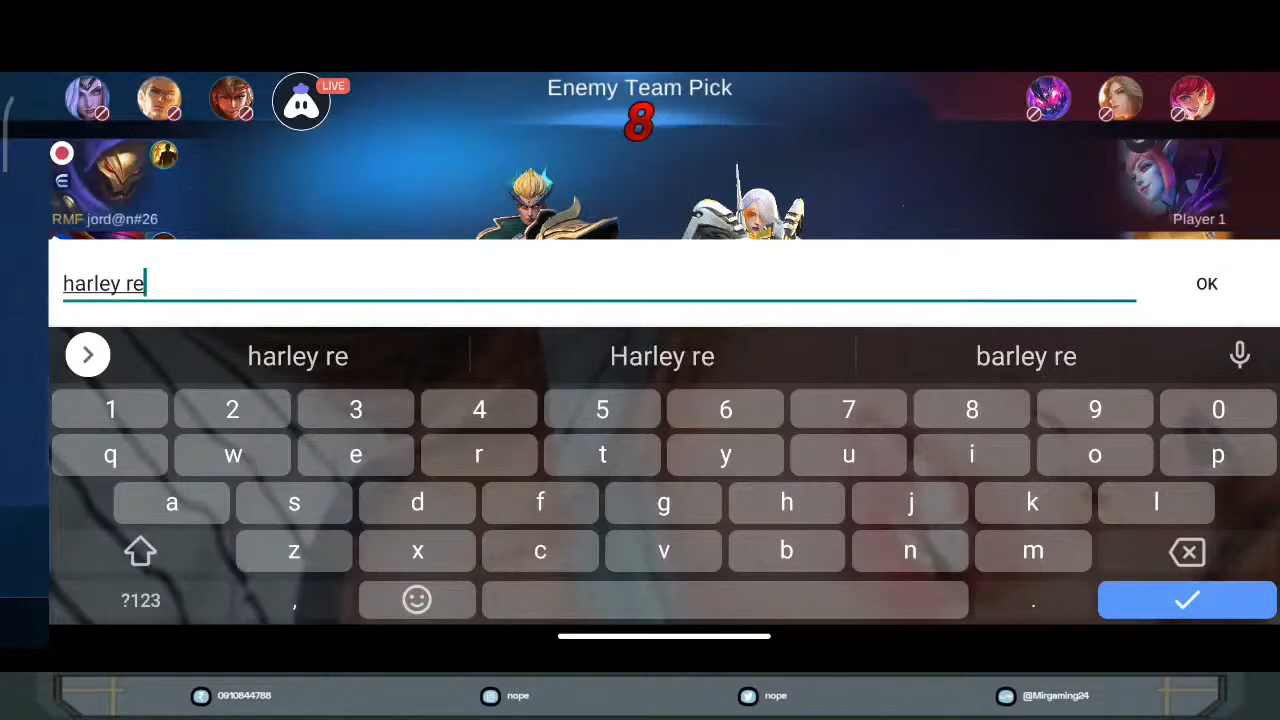 LIVE
Enemy Team Pick
8
RMF jord@n#26
Player 1
harley re
OK
harley re
Harley re
barley re
1 2 3 4 5 6 7 8 9 0
q w e r t y u i o p
a s d f g h j k l
z x c v b n m
?123 , .
0910844788
nope
nope
@Mirgaming24